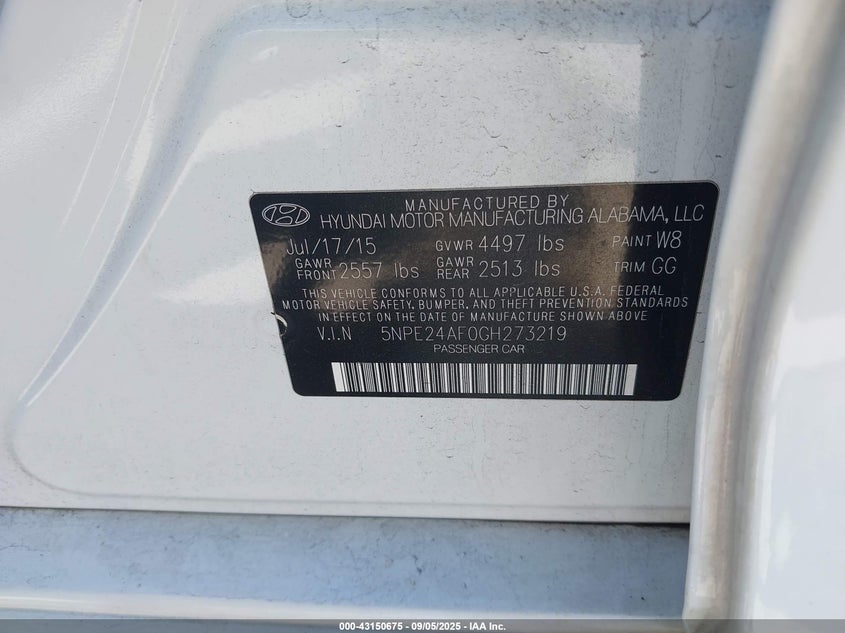 MANUFACTURED BY
HYUNDAI MOTOR MANUFACTURING ALABAMA, LLC
Jul/17/15 GVWR 4497 lbs PAINT W8
GAWR FRONT 2557 lbs GAWR REAR 2513 lbs TRIM GG
THIS VEHICLE CONFORMS TO ALL APPLICABLE U.S.A. FEDERAL
MOTOR VEHICLE SAFETY, BUMPER, AND THEFT PREVENTION STANDARDS
IN EFFECT ON THE DATE OF MANUFACTURE SHOWN ABOVE
V.I.N 5NPE24AF0GH273219
PASSENGER CAR
000-43150675 - 09/05/2025 - IAA Inc.